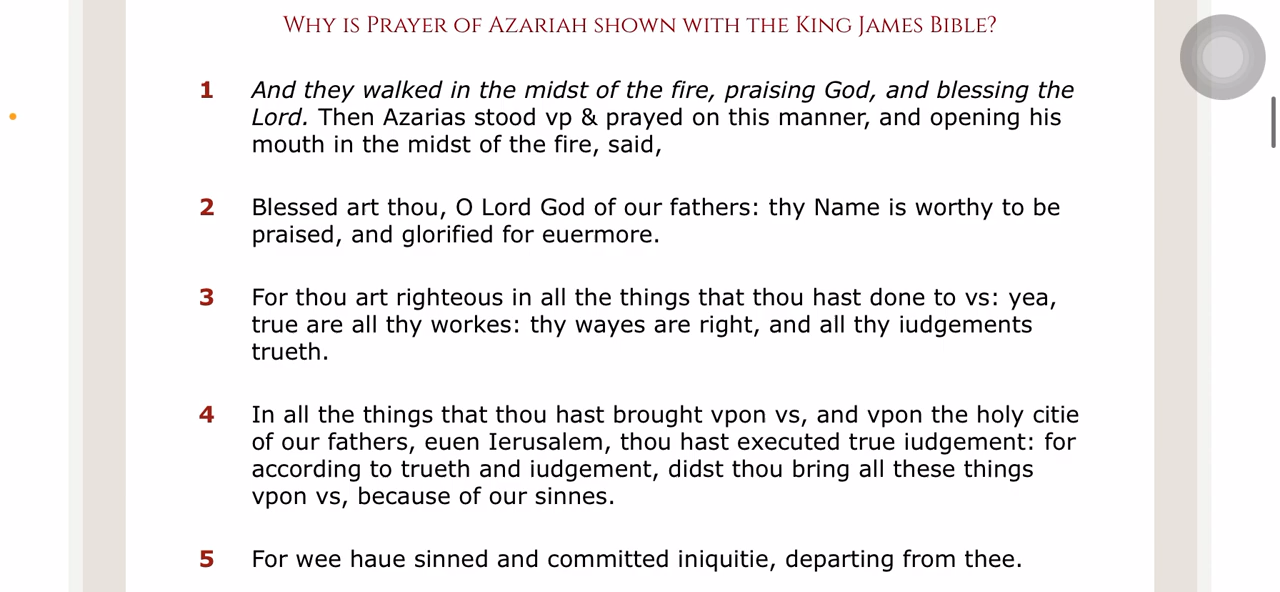 Why is Prayer of Azariah shown with the King James Bible?
1 And they walked in the midst of the fire, praising God, and blessing the
Lord. Then Azarias stood vp & prayed on this manner, and opening his
mouth in the midst of the fire, said,
2 Blessed art thou, O Lord God of our fathers: thy Name is worthy to be
praised, and glorified for euermore.
3 For thou art righteous in all the things that thou hast done to vs: yea,
true are all thy workes: thy wayes are right, and all thy iudgements
trueth.
4 In all the things that thou hast brought vpon vs, and vpon the holy citie
of our fathers, euen Ierusalem, thou hast executed true iudgement: for
according to trueth and iudgement, didst thou bring all these things
vpon vs, because of our sinnes.
5 For wee haue sinned and committed iniquitie, departing from thee.